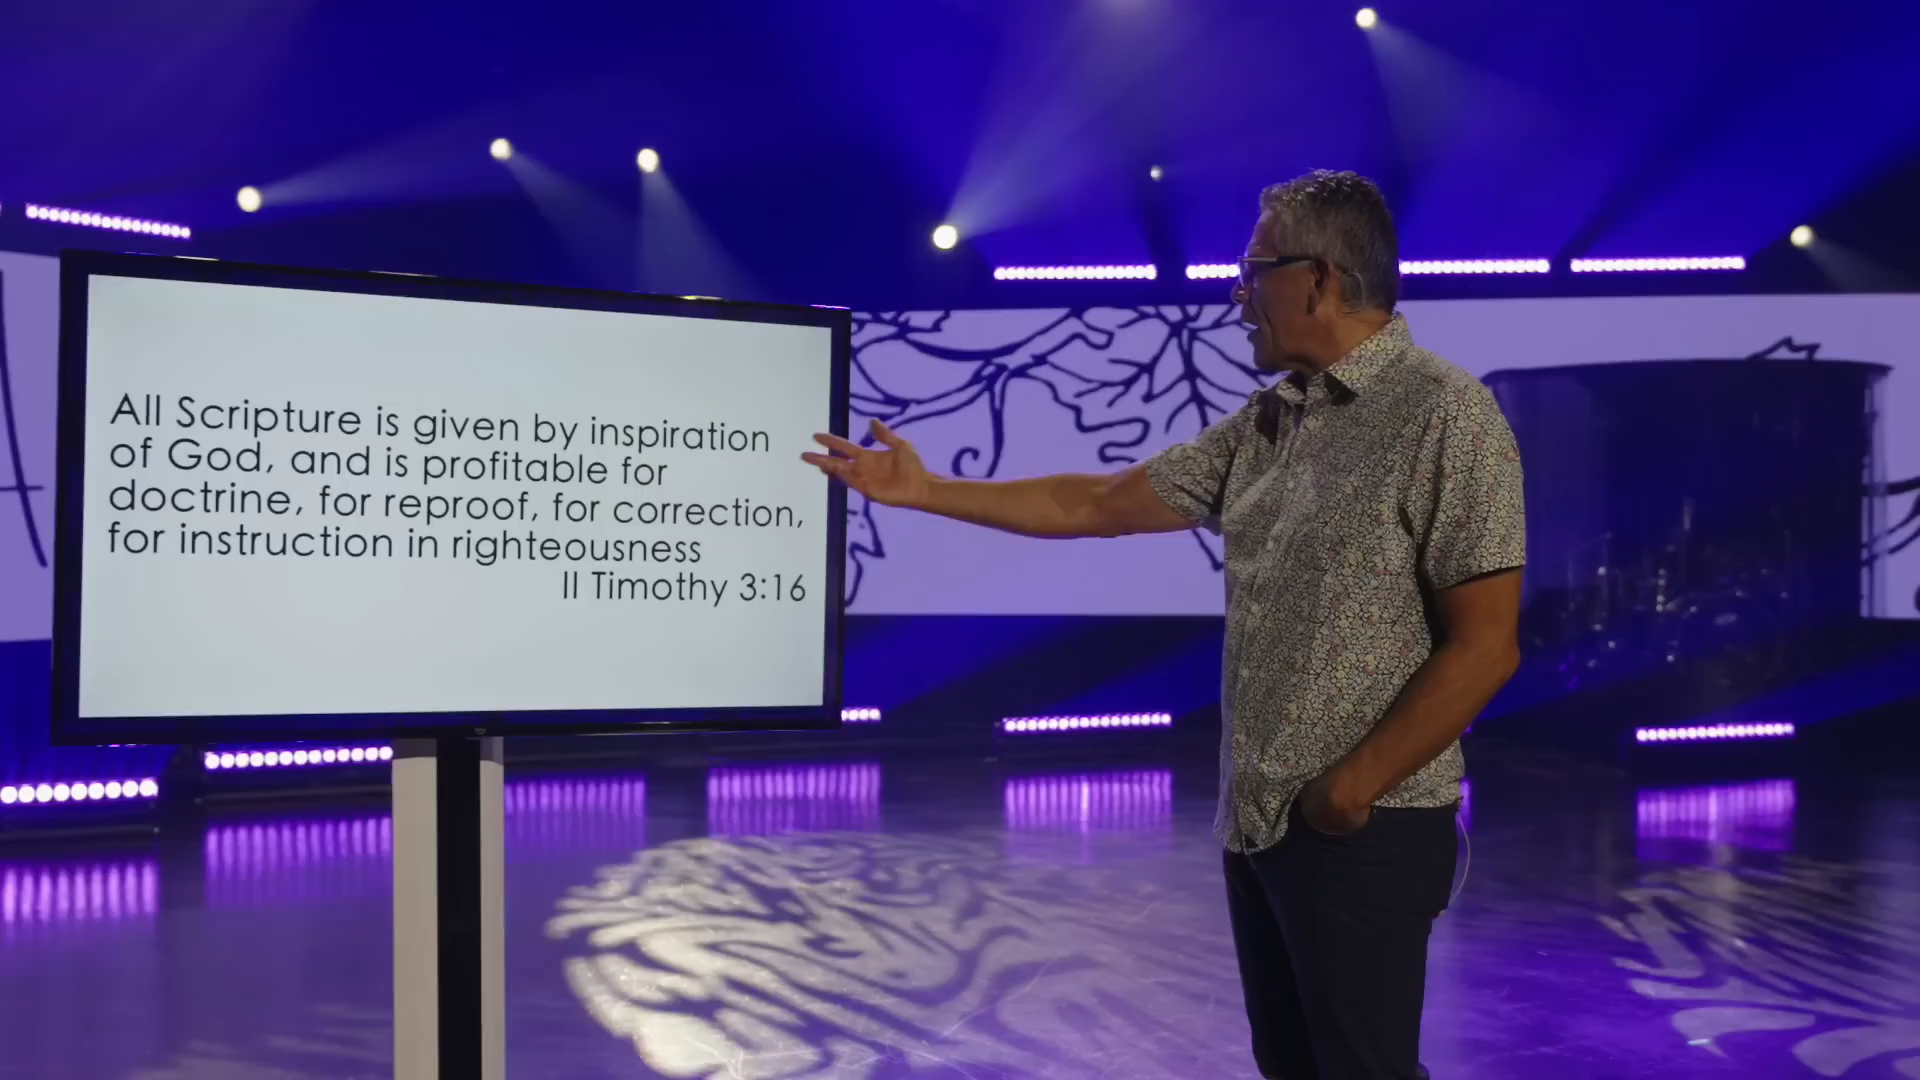 All Scripture is given by inspiration
of God, and is profitable for
doctrine, for reproof, for correction,
for instruction in righteousness
II Timothy 3:16